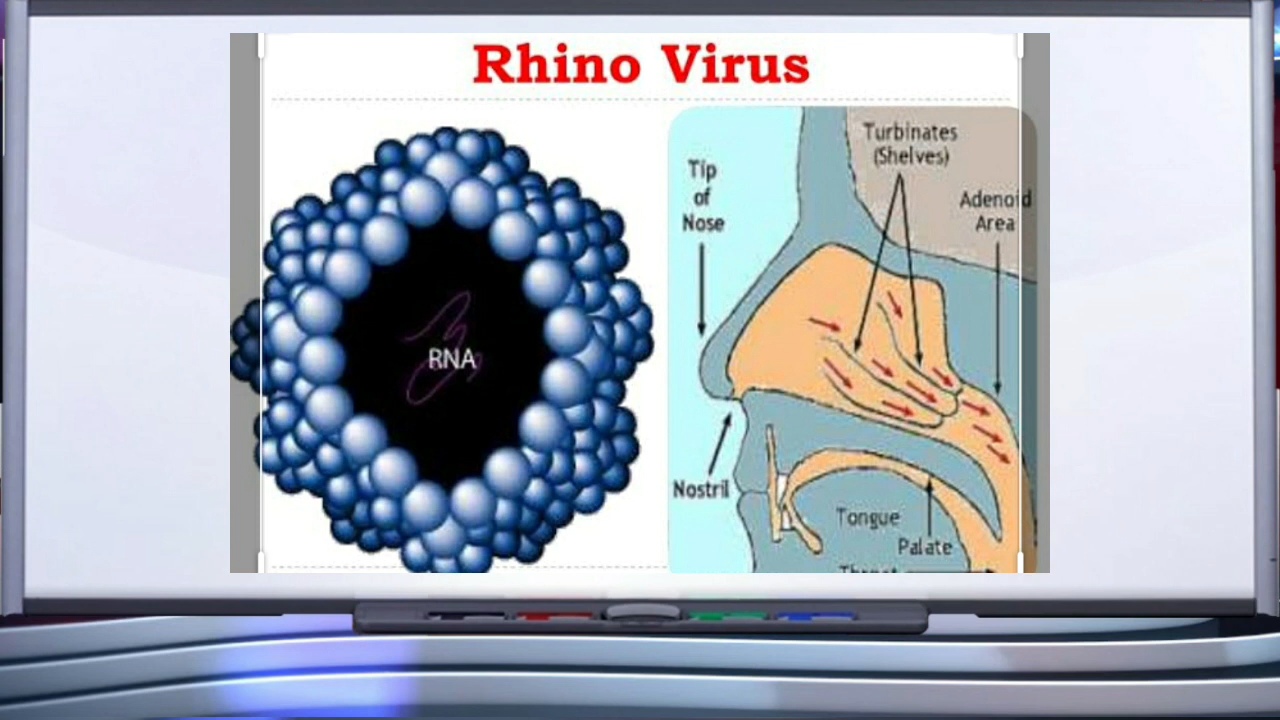 Rhino Virus
RNA
Turbinates
(Shelves)
Tip
of
Nose
Adenoid
Area
Nostril
Tongue
Palate